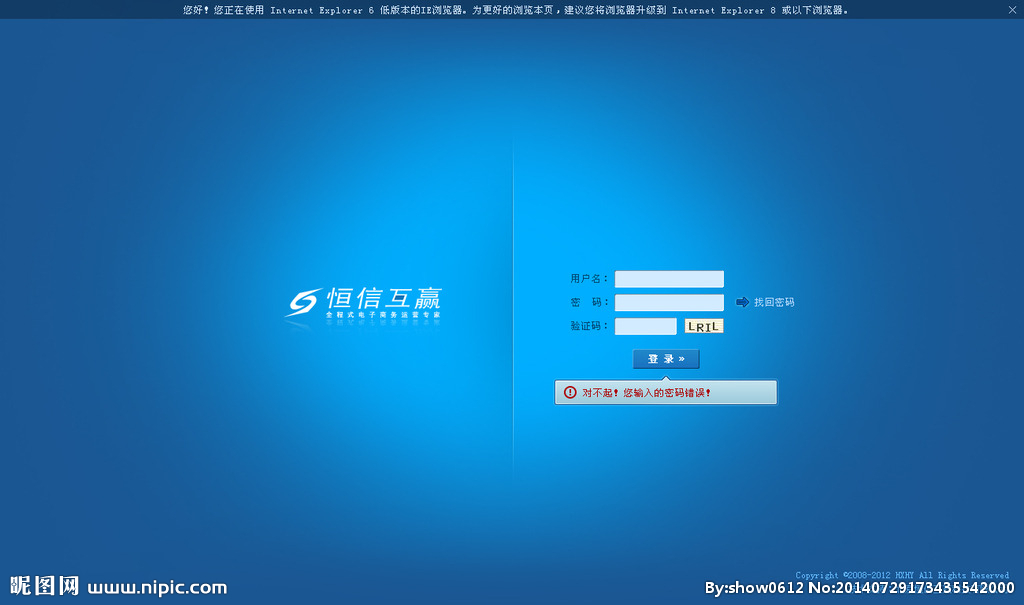 您好！您正在使用 Internet Explorer 6 低版本的IE浏览器。为更好的浏览本页，建议您将浏览器升级到 Internet Explorer 8 或以下浏览器。
恒信互赢
全程式电子商务运营专家
用户名：
密 码： 找回密码
验证码： LRIL
登 录 »
对不起！您输入的密码错误！
Copyright ©2008-2012 HXHY All Rights Reserved
昵图网 www.nipic.com
By:show0612 No:20140729173435542000